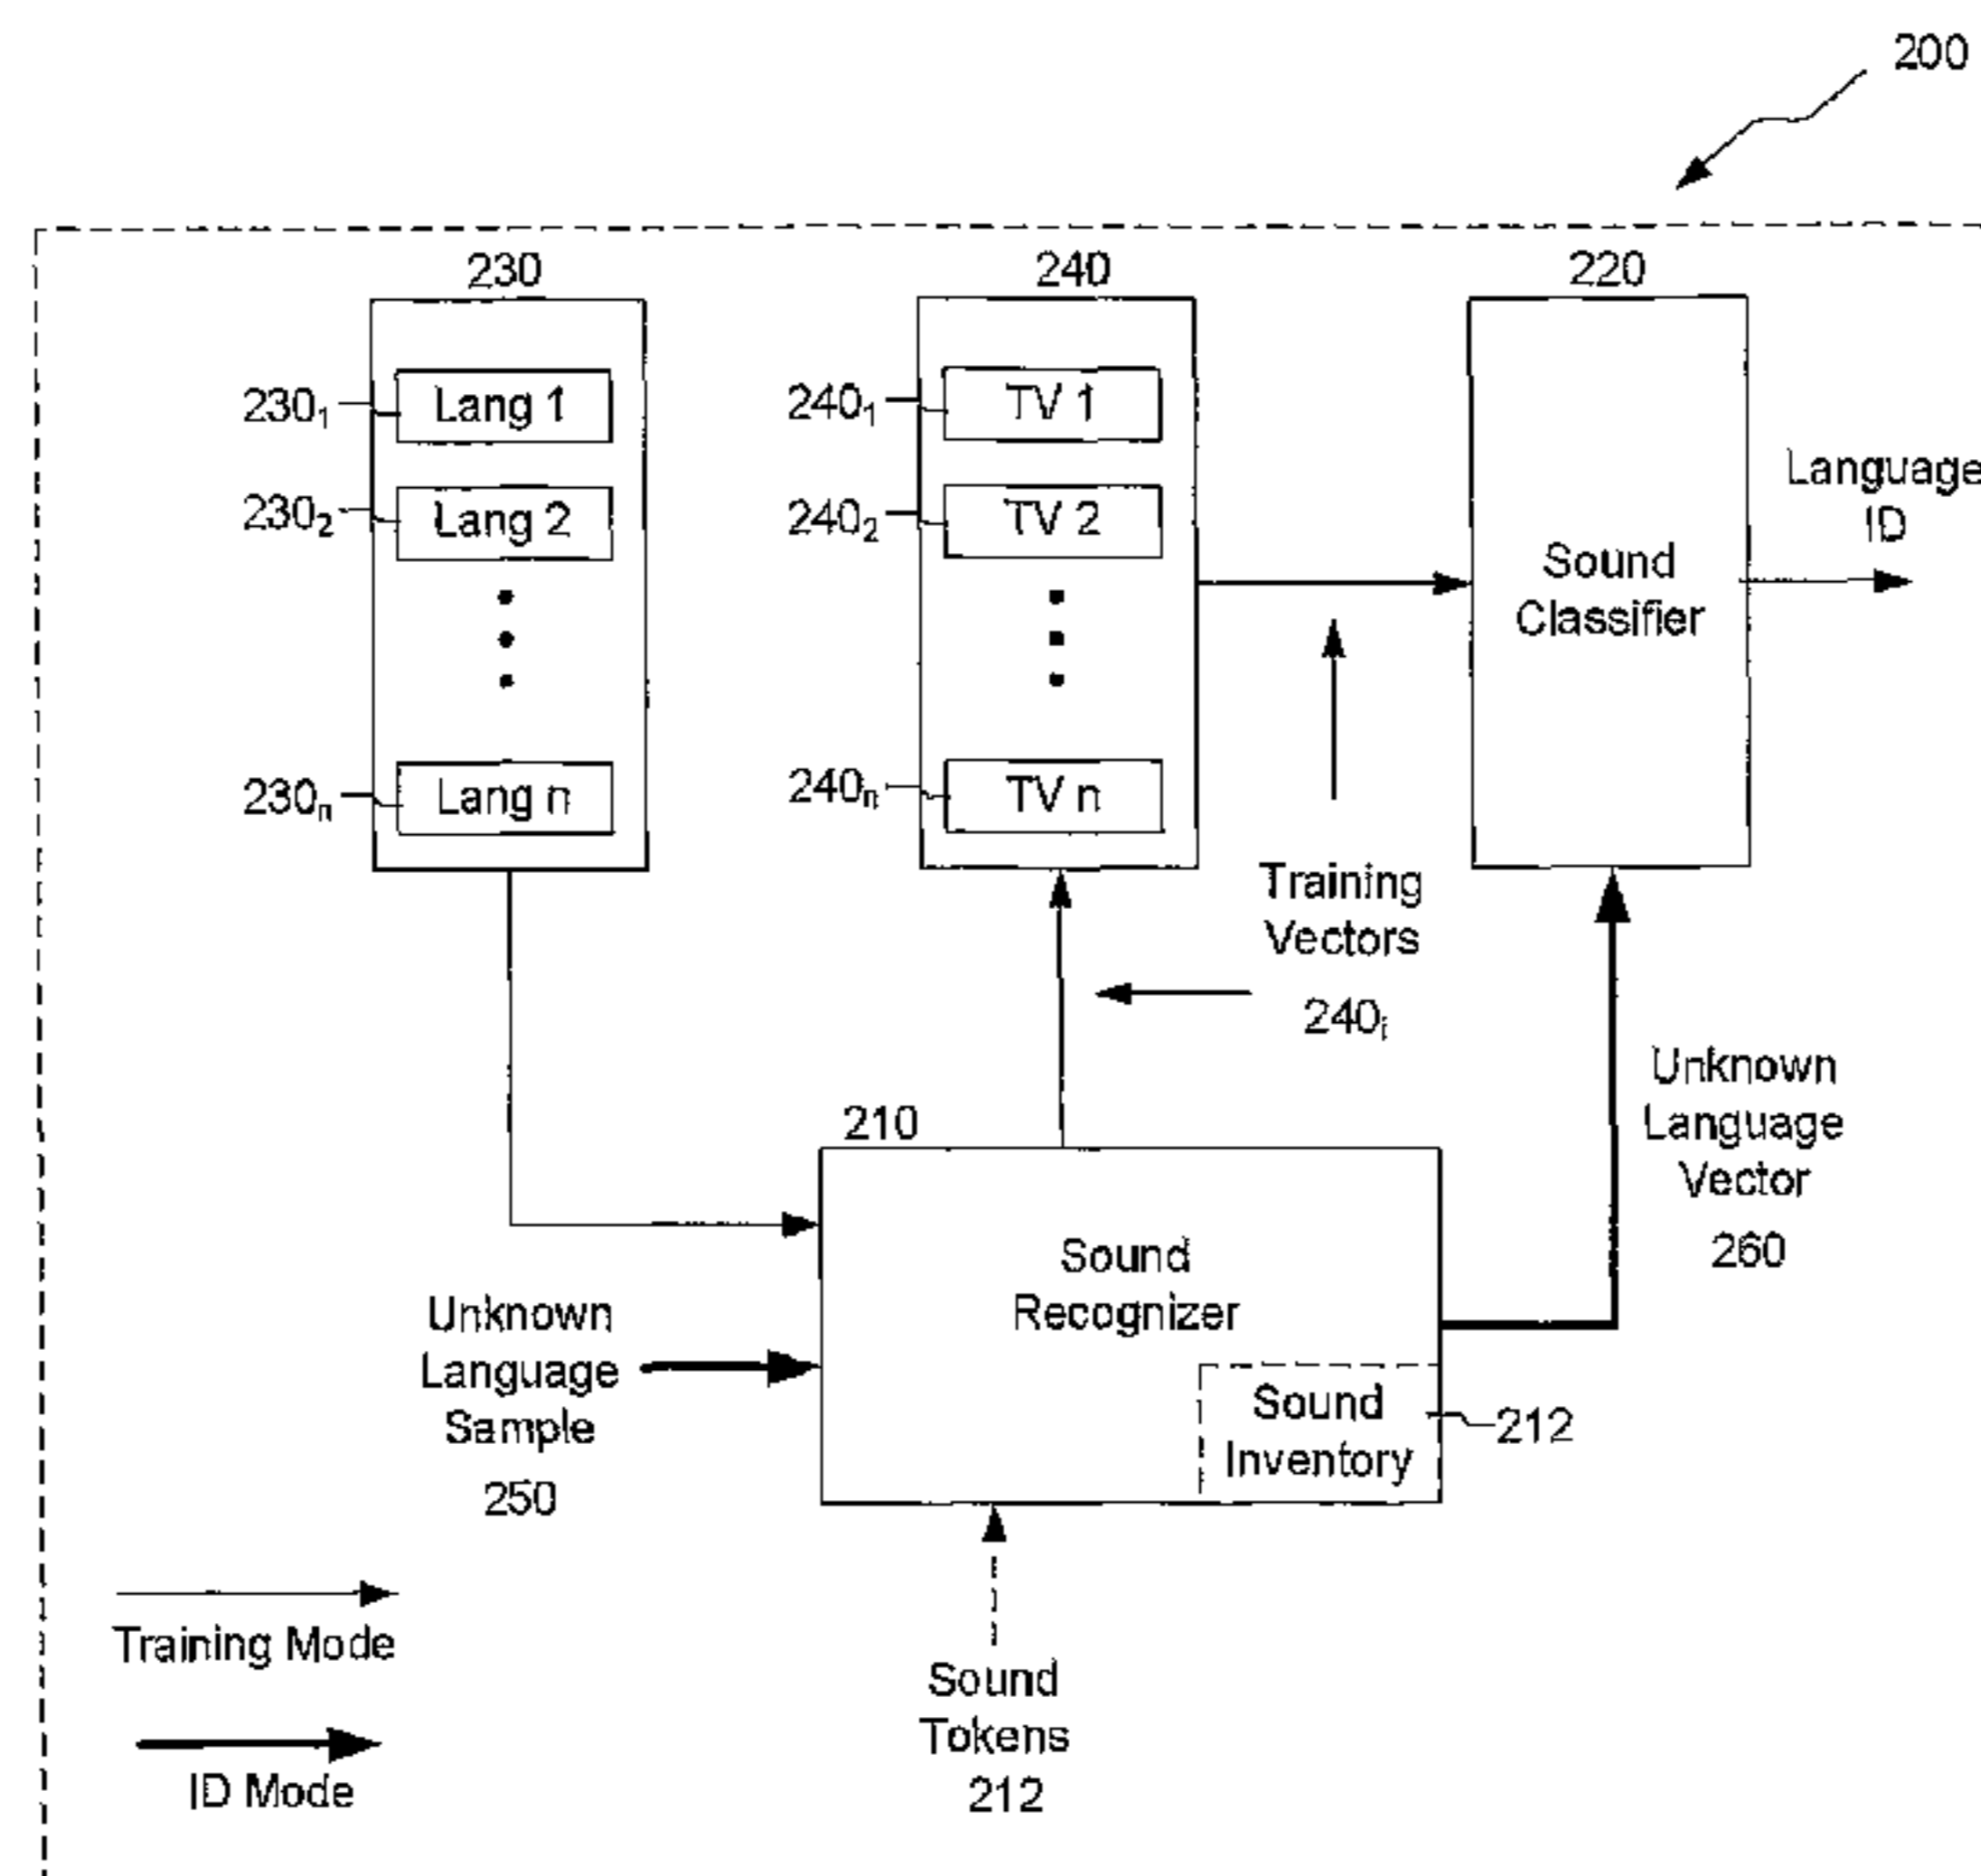 200
230
240
220
230₁
Lang 1
240₁
TV 1
230₂
Lang 2
240₂
TV 2
Language
ID
Sound
Classifier
230ₙ
Lang n
240ₙ
TV n
Training
Vectors
240ᵢ
Unknown
Language
Vector
260
210
Sound
Recognizer
Unknown
Language
Sample
250
Sound
Inventory
212
Training Mode
ID Mode
Sound
Tokens
212